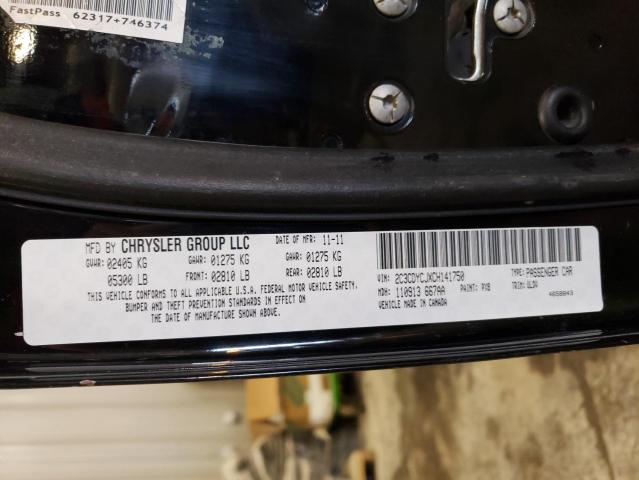 FastPass 62317+746374
MFD BY CHRYSLER GROUP LLC
DATE OF MFR: 11-11
GVWR: 02405 KG GAWR: 01275 KG GAWR: 01275 KG
05300 LB FRONT: 02810 LB REAR: 02810 LB
THIS VEHICLE CONFORMS TO ALL APPLICABLE U.S.A. FEDERAL MOTOR VEHICLE SAFETY,
BUMPER AND THEFT PREVENTION STANDARDS IN EFFECT ON
THE DATE OF MANUFACTURE SHOWN ABOVE.
VIN: 2C3CDYCJXCH141750 TYPE: PASSENGER CAR
MDH: 110913 667AA PAINT: PX8 TRIM: ULDV
VEHICLE MADE IN CANADA 4658843